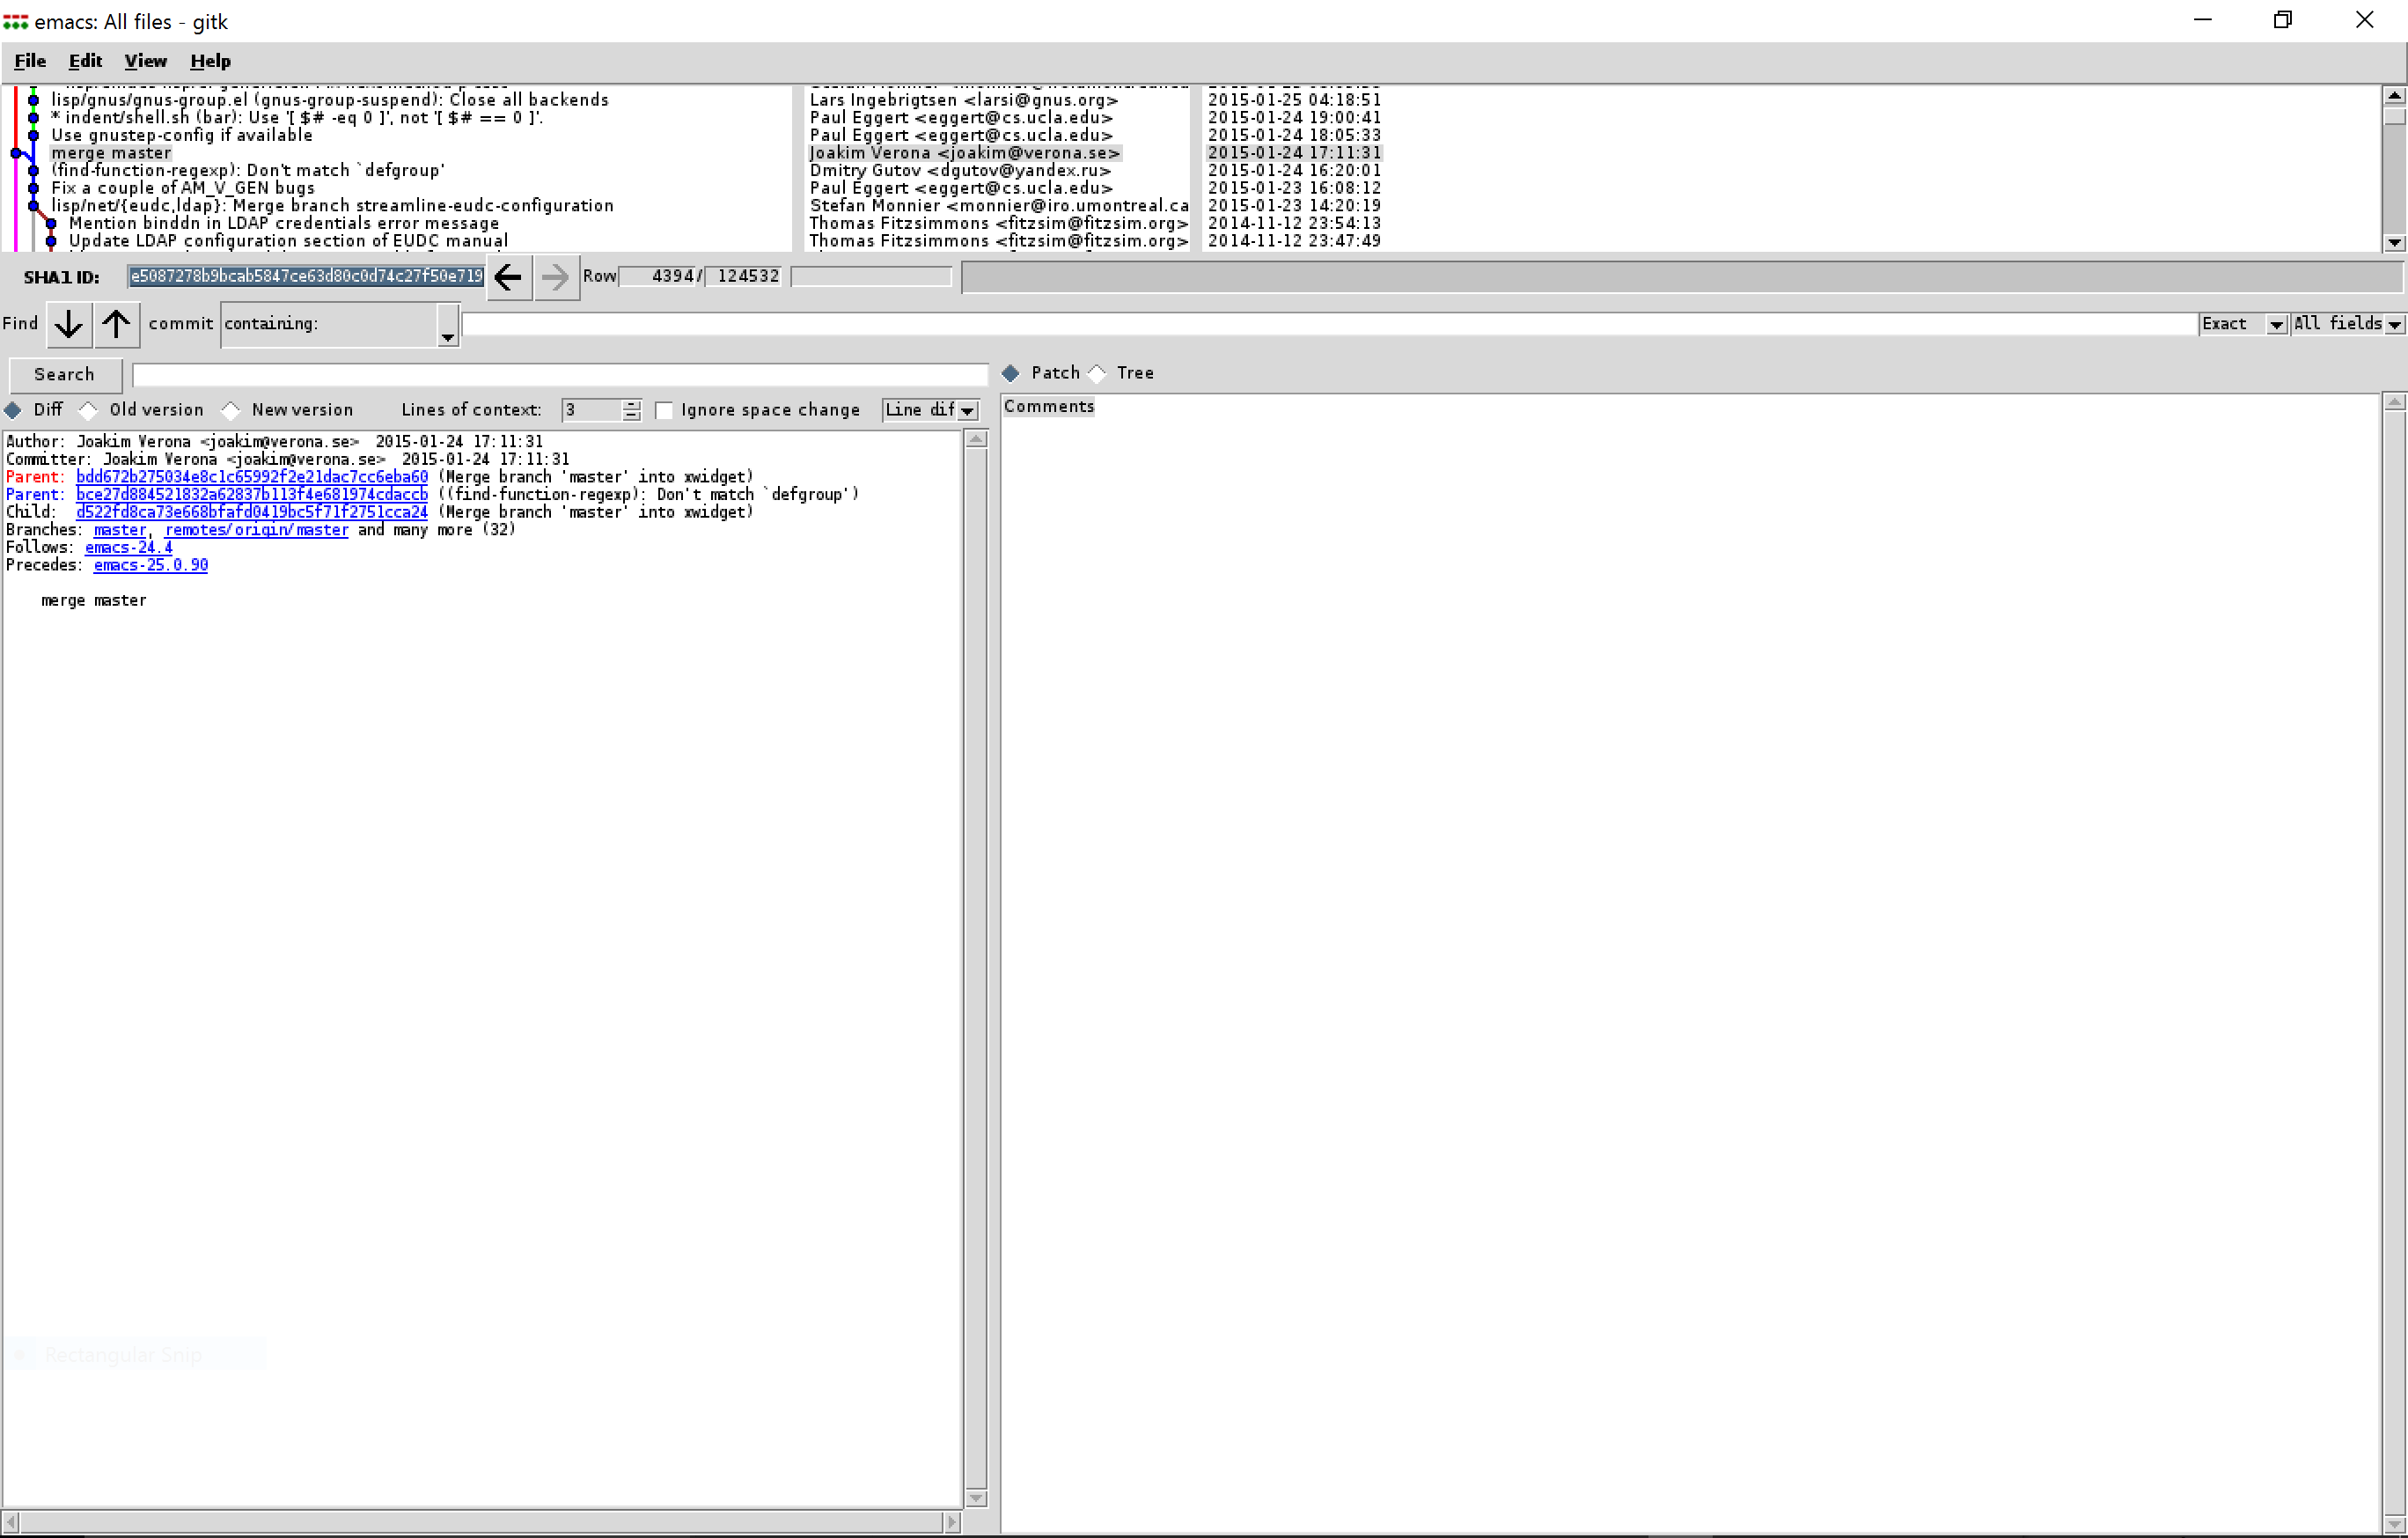 emacs: All files - gitk
File Edit View Help
lisp/gnus/gnus-group.el (gnus-group-suspend): Close all backends Lars Ingebrigtsen <larsi@gnus.org> 2015-01-25 04:18:51
* indent/shell.sh (bar): Use '[ $# -eq 0 ]', not '[ $# == 0 ]'. Paul Eggert <eggert@cs.ucla.edu> 2015-01-24 19:00:41
Use gnustep-config if available Paul Eggert <eggert@cs.ucla.edu> 2015-01-24 18:05:33
merge master Joakim Verona <joakim@verona.se> 2015-01-24 17:11:31
(find-function-regexp): Don't match `defgroup' Dmitry Gutov <dgutov@yandex.ru> 2015-01-24 16:20:01
Fix a couple of AM_V_GEN bugs Paul Eggert <eggert@cs.ucla.edu> 2015-01-23 16:08:12
lisp/net/{eudc,ldap}: Merge branch streamline-eudc-configuration Stefan Monnier <monnier@iro.umontreal.ca 2015-01-23 14:20:19
Mention binddn in LDAP credentials error message Thomas Fitzsimmons <fitzsim@fitzsim.org> 2014-11-12 23:54:13
Update LDAP configuration section of EUDC manual Thomas Fitzsimmons <fitzsim@fitzsim.org> 2014-11-12 23:47:49
SHA1 ID: e5087278b9bcab5847ce63d80c0d74c27f50e719 Row 4394 / 124532
Find commit containing: Exact All fields
Search Patch Tree
Diff Old version New version Lines of context: 3 Ignore space change Line dif
Comments
Author: Joakim Verona <joakim@verona.se> 2015-01-24 17:11:31
Committer: Joakim Verona <joakim@verona.se> 2015-01-24 17:11:31
Parent: bdd672b275034e8c1c65992f2e21dac7cc6eba60 (Merge branch 'master' into xwidget)
Parent: bce27d884521832a62837b113f4e681974cdaccb ((find-function-regexp): Don't match `defgroup')
Child: d522fd8ca73e668bfafd0419bc5f71f2751cca24 (Merge branch 'master' into xwidget)
Branches: master, remotes/origin/master and many more (32)
Follows: emacs-24.4
Precedes: emacs-25.0.90
merge master
Rectangular Snip